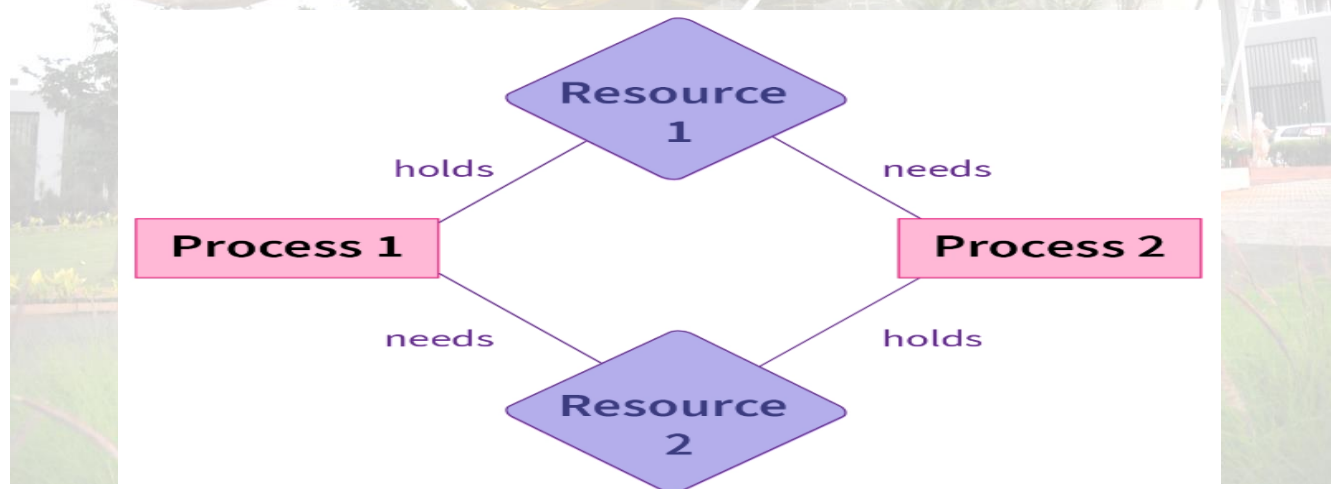 Resource
1
holds
needs
Process 1
Process 2
needs
holds
Resource
2